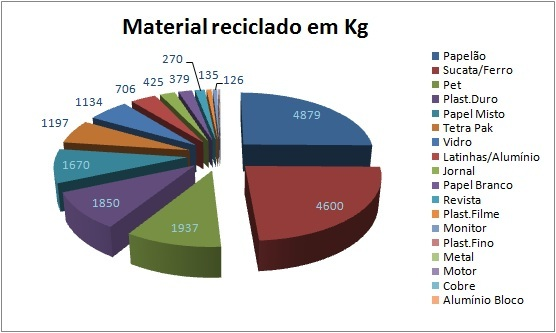 Material reciclado em Kg
270
425
379
135
126
706
1134
1197
1670
1850
1937
4600
4879
Papelão
Sucata/Ferro
Pet
Plast.Duro
Papel Misto
Tetra Pak
Vidro
Latinhas/Alumínio
Jornal
Papel Branco
Revista
Plast.Filme
Monitor
Plast.Fino
Metal
Motor
Cobre
Alumínio Bloco